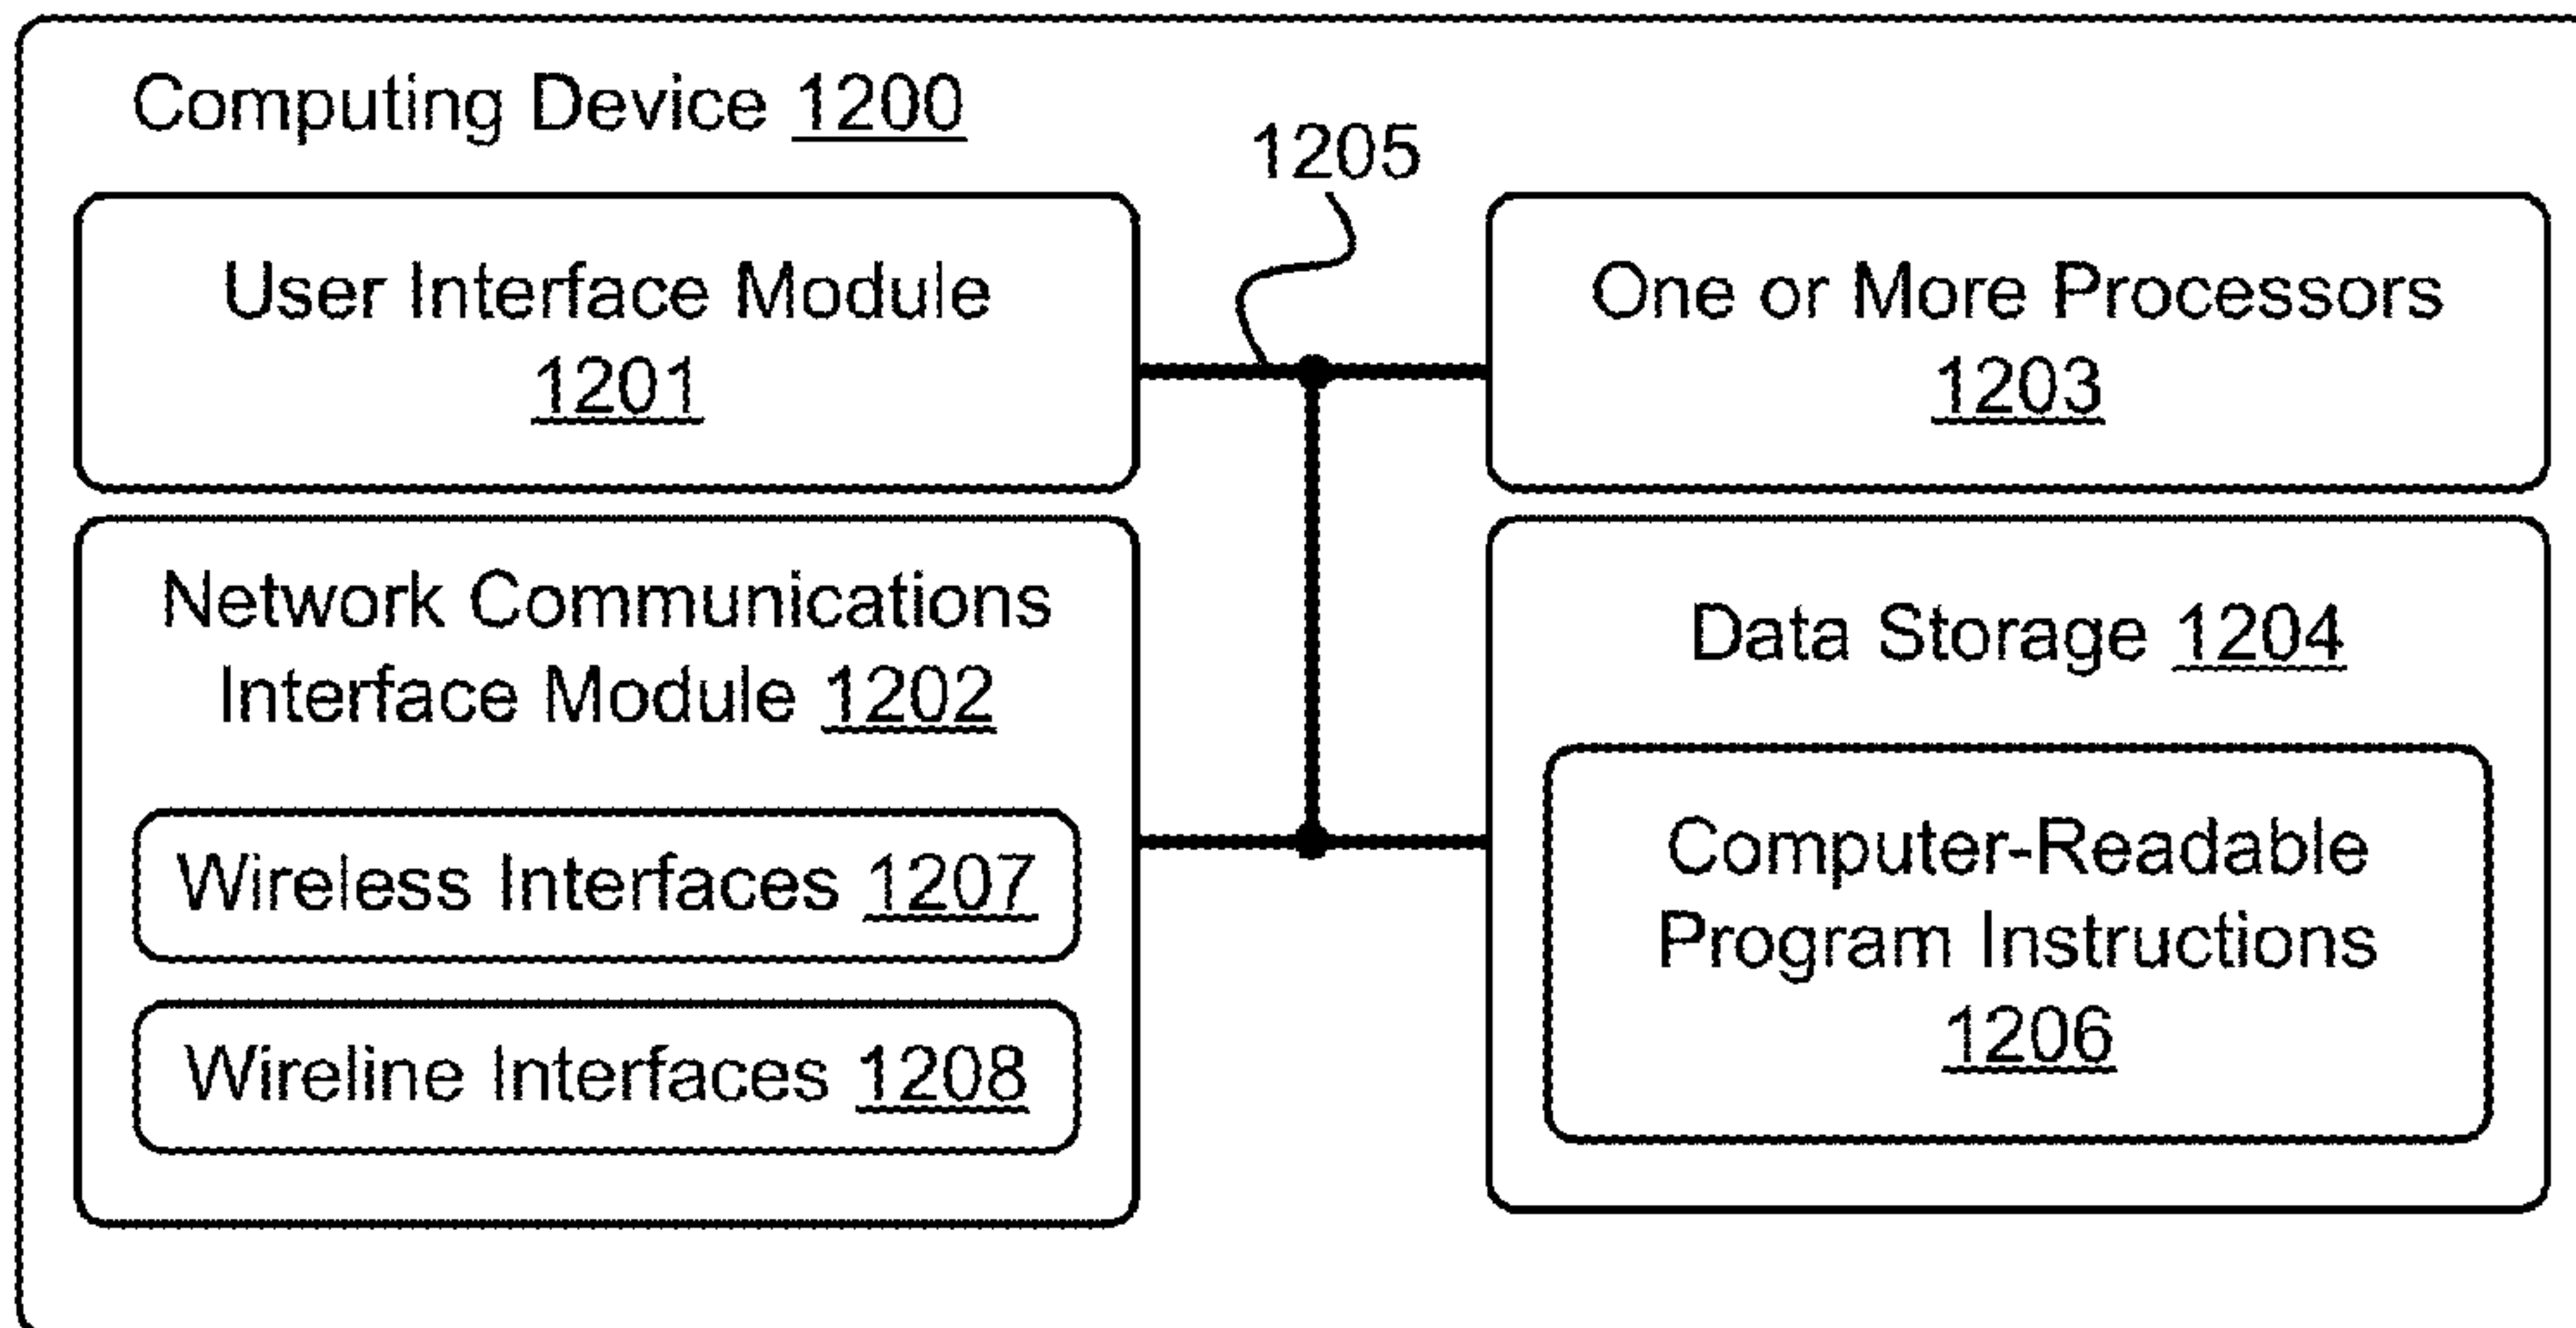 Computing Device 1200
1205
User Interface Module
1201
One or More Processors
1203
Network Communications
Interface Module 1202
Wireless Interfaces 1207
Wireline Interfaces 1208
Data Storage 1204
Computer-Readable
Program Instructions
1206